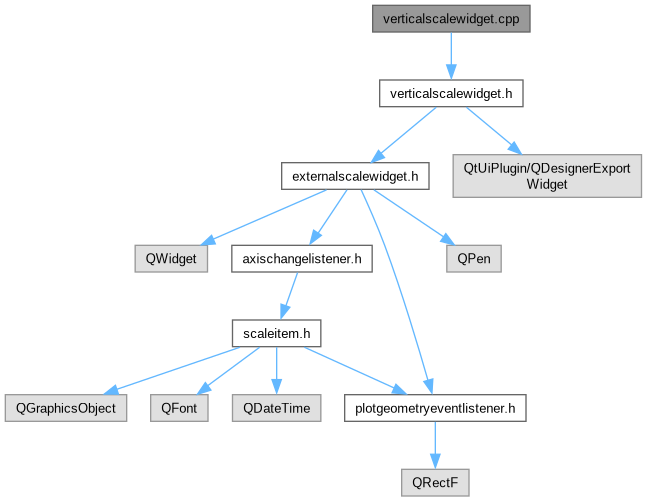 verticalscalewidget.cpp
verticalscalewidget.h
externalscalewidget.h
QtUiPlugin/QDesignerExport
Widget
QWidget
axischangelistener.h
QPen
scaleitem.h
QGraphicsObject
QFont
QDateTime
plotgeometryeventlistener.h
QRectF